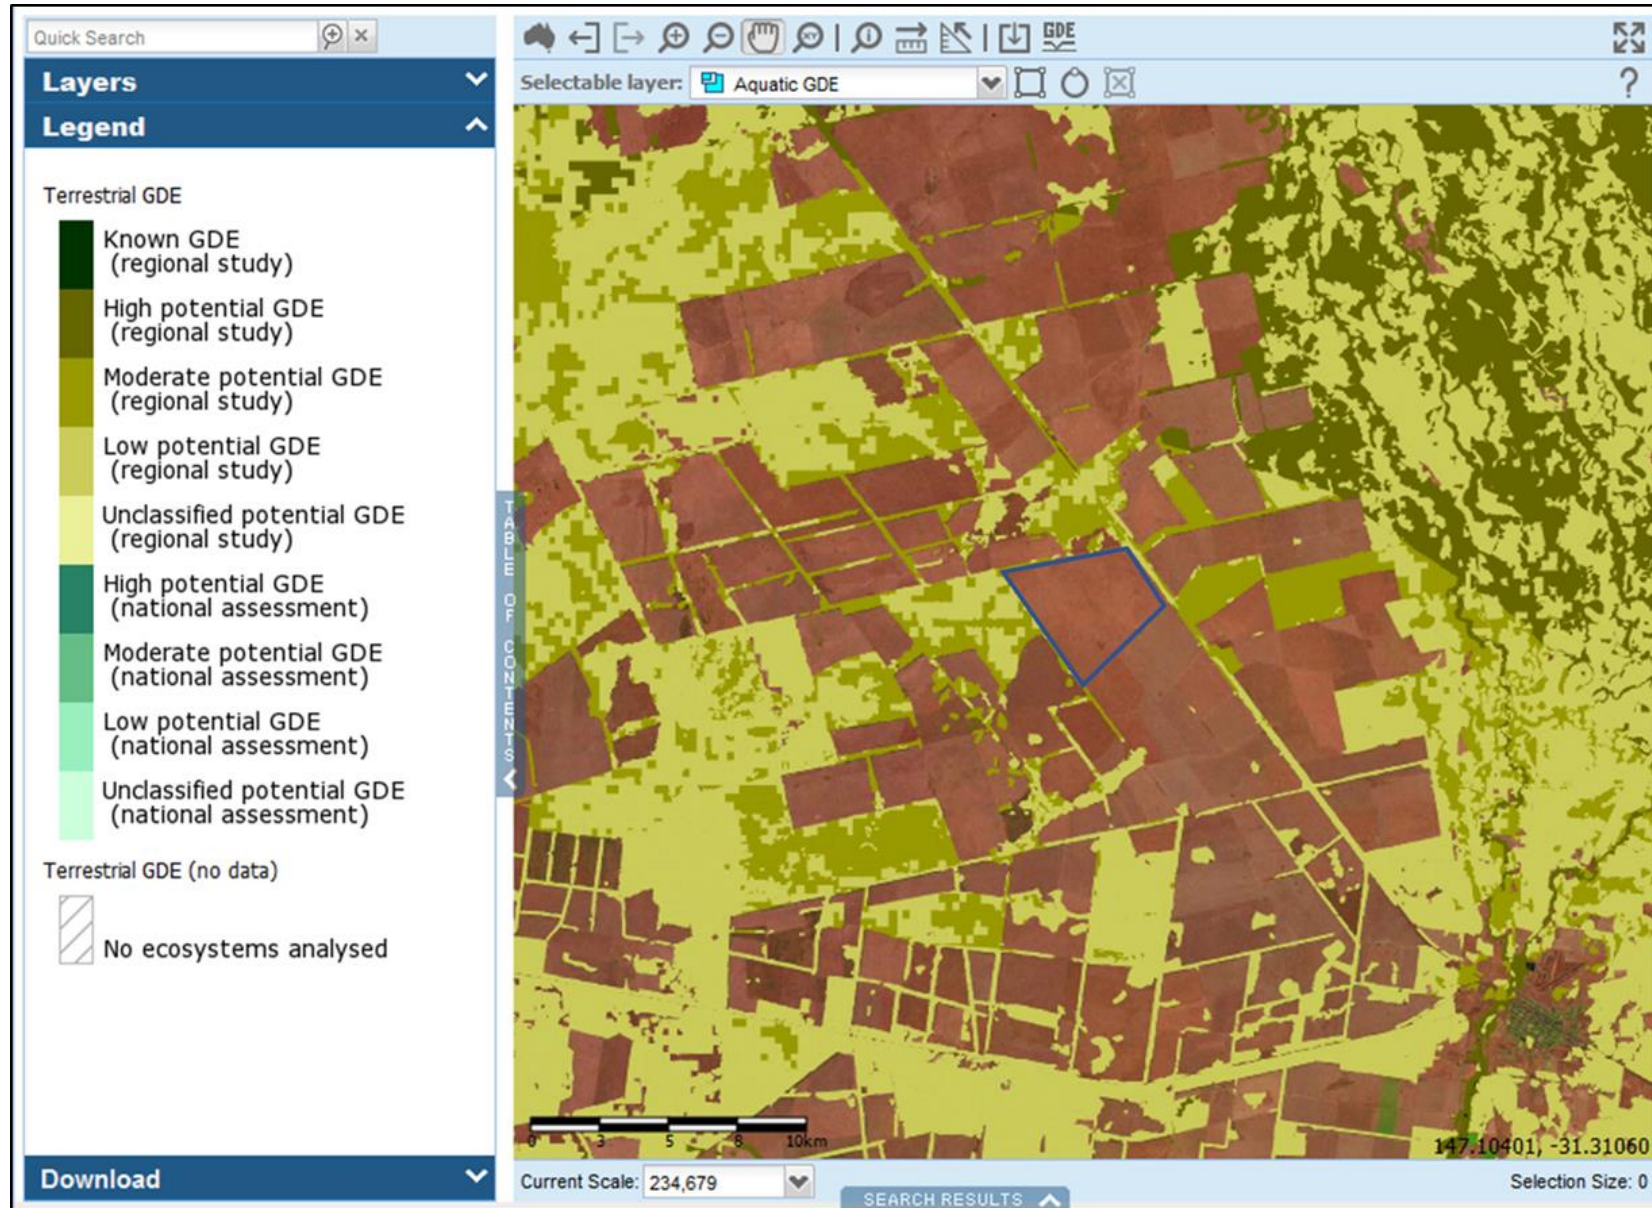 Quick Search
Layers
Legend
Terrestrial GDE
Known GDE
(regional study)
High potential GDE
(regional study)
Moderate potential GDE
(regional study)
Low potential GDE
(regional study)
Unclassified potential GDE
(regional study)
High potential GDE
(national assessment)
Moderate potential GDE
(national assessment)
Low potential GDE
(national assessment)
Unclassified potential GDE
(national assessment)
Terrestrial GDE (no data)
No ecosystems analysed
Download
TABLE OF CONTENTS
XY
i
GDE
Selectable layer: Aquatic GDE
?
0 3 5 8 10km
147.10401, -31.31060
Current Scale: 234,679
SEARCH RESULTS
Selection Size: 0